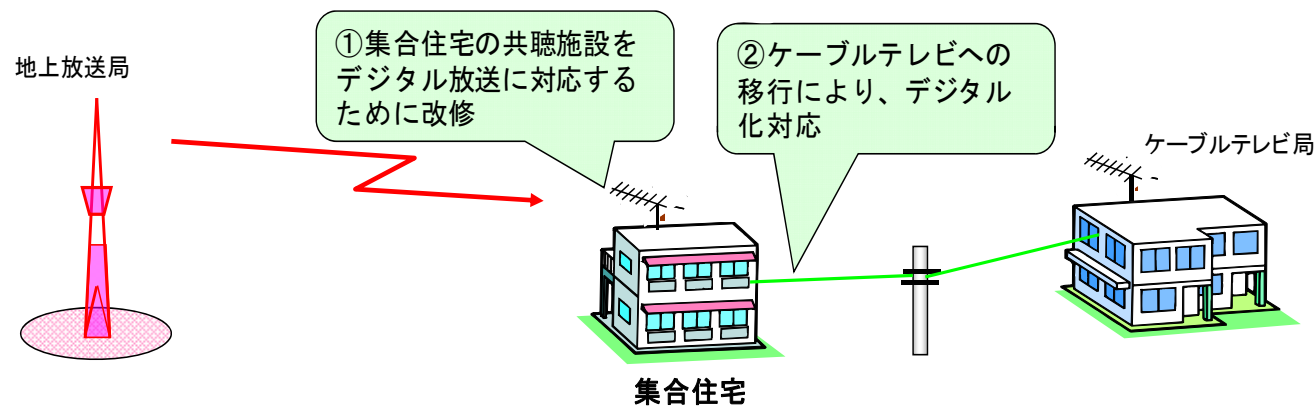 地上放送局
①集合住宅の共聴施設を
デジタル放送に対応する
ために改修
②ケーブルテレビへの
移行により、デジタル
化対応
ケーブルテレビ局
集合住宅